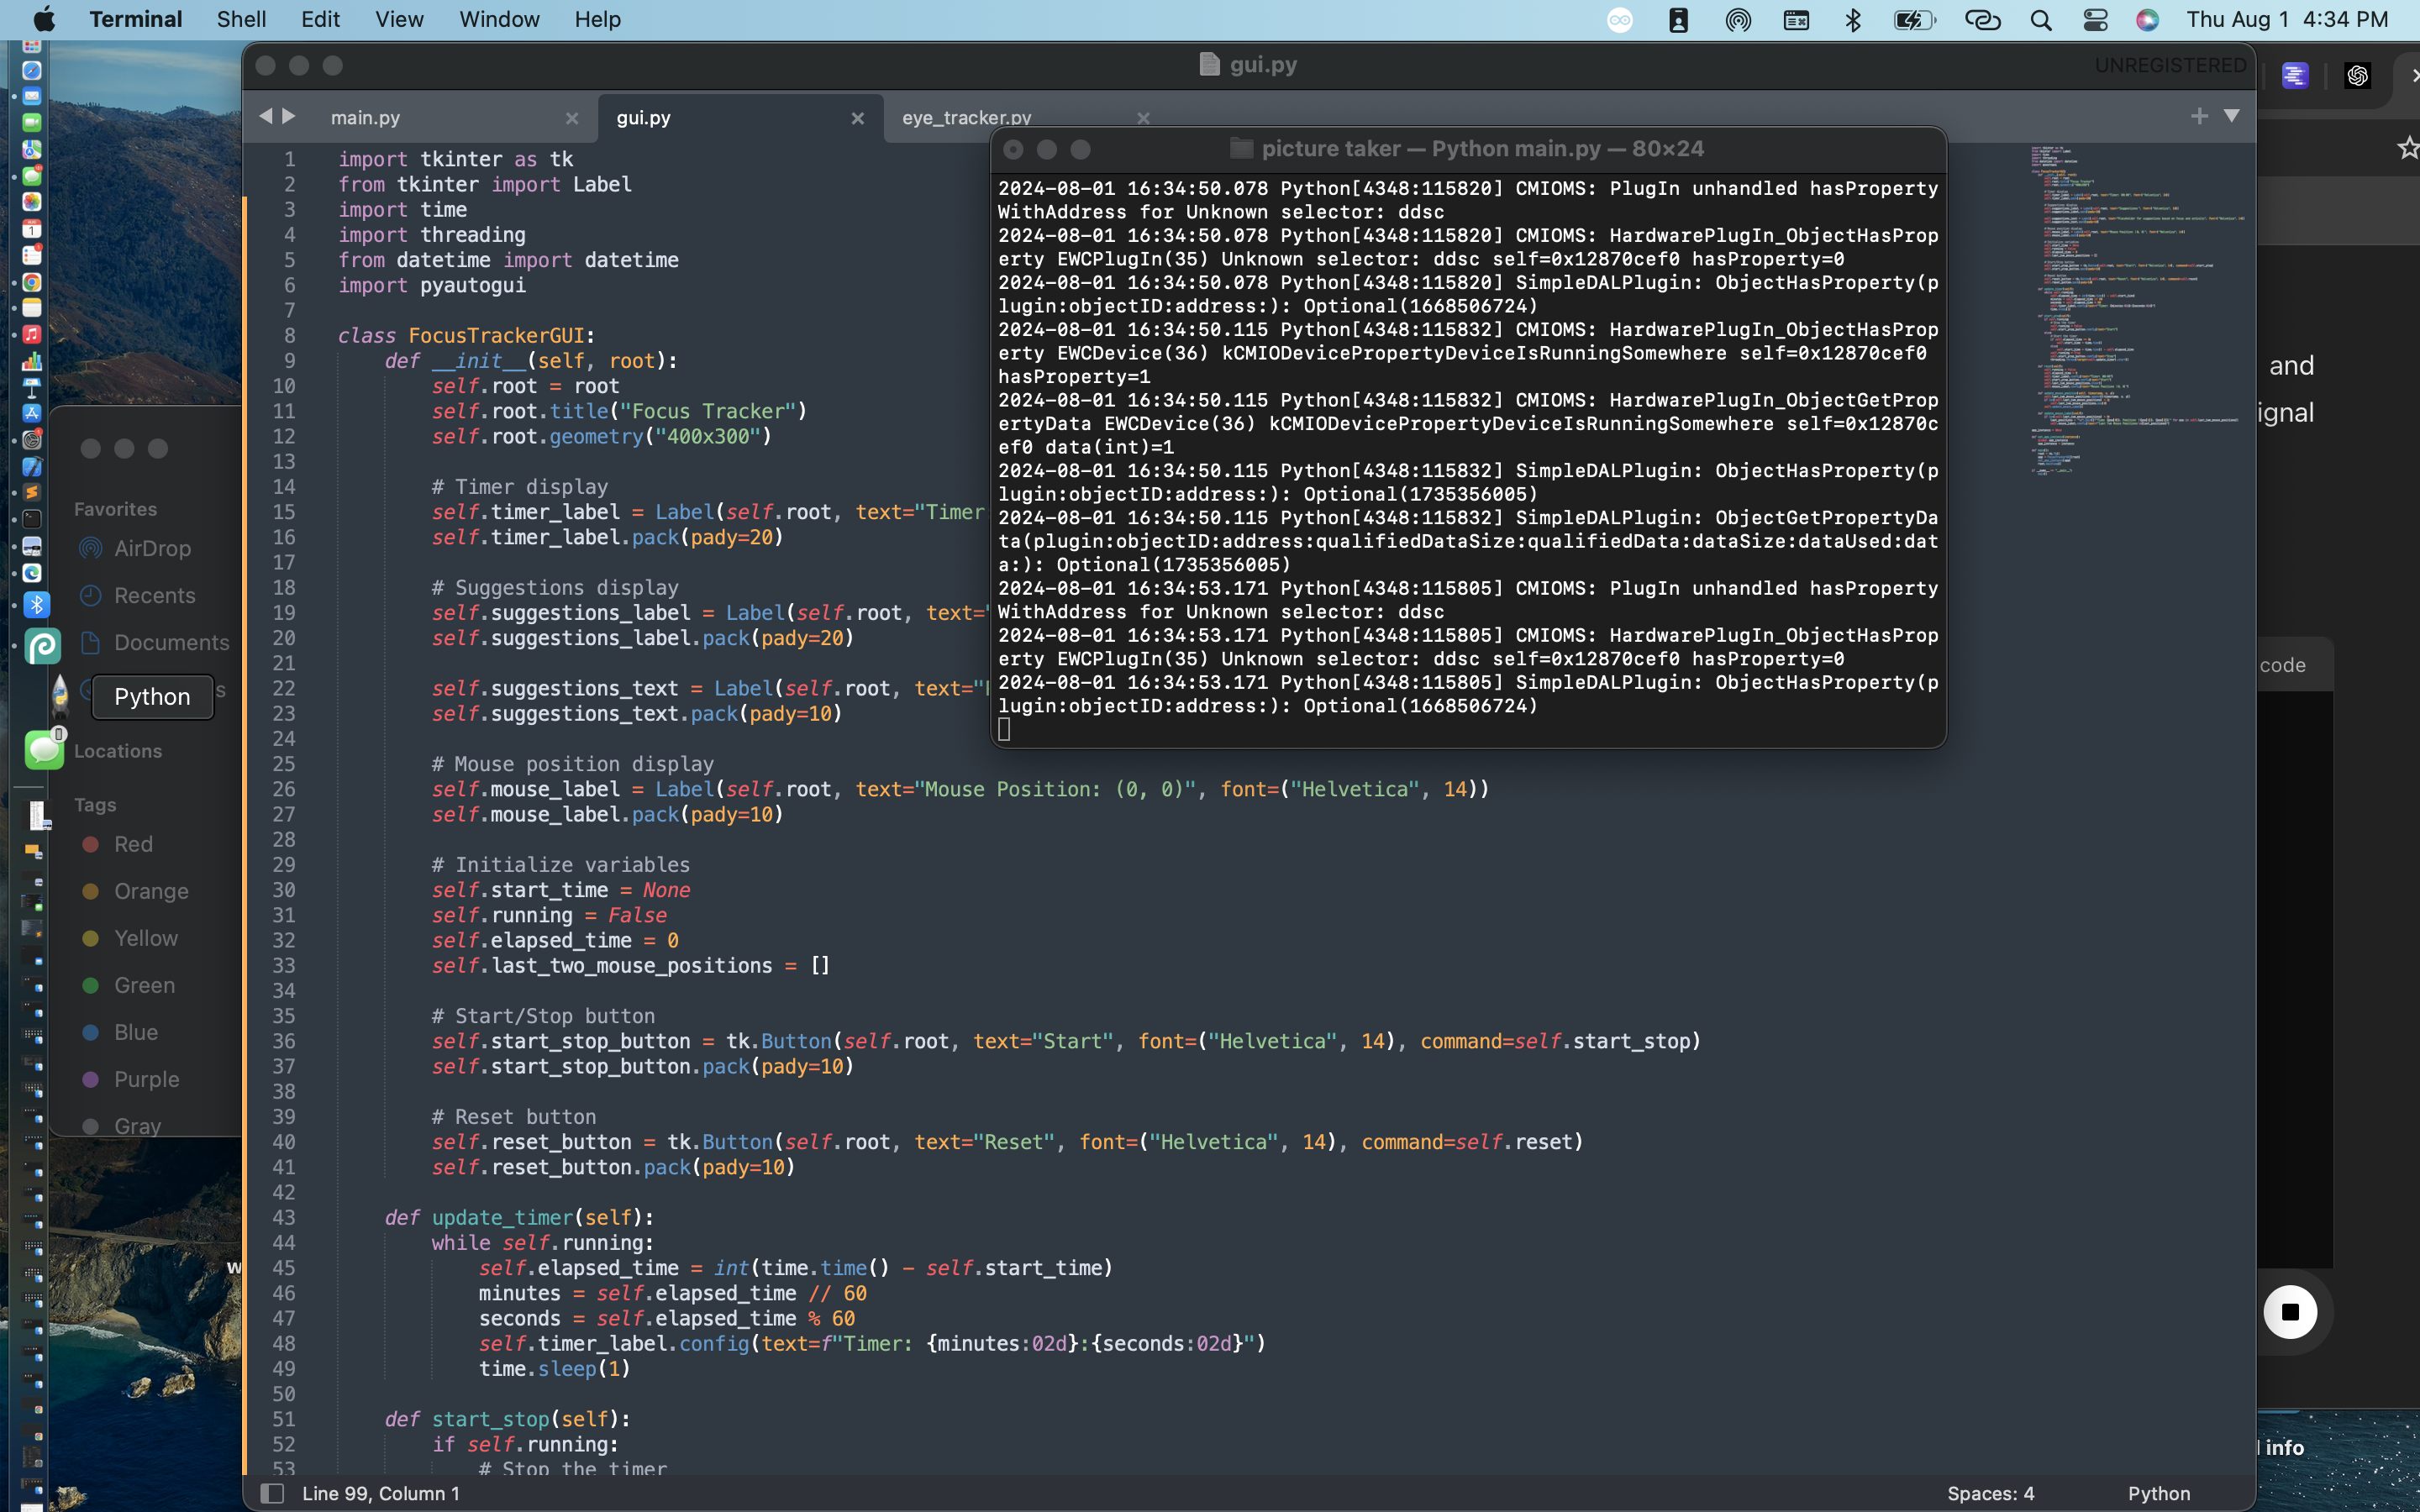 Terminal Shell Edit View Window Help Thu Aug 1 4:34 PM
gui.py UNREGISTERED
main.py gui.py eye_tracker.py
1 import tkinter as tk
2 from tkinter import Label
3 import time
4 import threading
5 from datetime import datetime
6 import pyautogui
7
8 class FocusTrackerGUI:
9 def __init__(self, root):
10 self.root = root
11 self.root.title("Focus Tracker")
12 self.root.geometry("400x300")
13
14 # Timer display
15 self.timer_label = Label(self.root, text="Timer:
16 self.timer_label.pack(pady=20)
17
18 # Suggestions display
19 self.suggestions_label = Label(self.root, text="
20 self.suggestions_label.pack(pady=20)
21
22 self.suggestions_text = Label(self.root, text="
23 self.suggestions_text.pack(pady=10)
24
25 # Mouse position display
26 self.mouse_label = Label(self.root, text="Mouse Position: (0, 0)", font=("Helvetica", 14))
27 self.mouse_label.pack(pady=10)
28
29 # Initialize variables
30 self.start_time = None
31 self.running = False
32 self.elapsed_time = 0
33 self.last_two_mouse_positions = []
34
35 # Start/Stop button
36 self.start_stop_button = tk.Button(self.root, text="Start", font=("Helvetica", 14), command=self.start_stop)
37 self.start_stop_button.pack(pady=10)
38
39 # Reset button
40 self.reset_button = tk.Button(self.root, text="Reset", font=("Helvetica", 14), command=self.reset)
41 self.reset_button.pack(pady=10)
42
43 def update_timer(self):
44 while self.running:
45 self.elapsed_time = int(time.time() - self.start_time)
46 minutes = self.elapsed_time // 60
47 seconds = self.elapsed_time % 60
48 self.timer_label.config(text=f"Timer: {minutes:02d}:{seconds:02d}")
49 time.sleep(1)
50
51 def start_stop(self):
52 if self.running:
53 # Stop the timer
Line 99, Column 1 Spaces: 4 Python
picture taker — Python main.py — 80×24
2024-08-01 16:34:50.078 Python[4348:115820] CMIOMS: PlugIn unhandled hasProperty
WithAddress for Unknown selector: ddsc
2024-08-01 16:34:50.078 Python[4348:115820] CMIOMS: HardwarePlugIn_ObjectHasProp
erty EWCPlugIn(35) Unknown selector: ddsc self=0x12870cef0 hasProperty=0
2024-08-01 16:34:50.078 Python[4348:115820] SimpleDALPlugin: ObjectHasProperty(p
lugin:objectID:address:): Optional(1668506724)
2024-08-01 16:34:50.115 Python[4348:115832] CMIOMS: HardwarePlugIn_ObjectHasProp
erty EWCDevice(36) kCMIODevicePropertyDeviceIsRunningSomewhere self=0x12870cef0
hasProperty=1
2024-08-01 16:34:50.115 Python[4348:115832] CMIOMS: HardwarePlugIn_ObjectGetProp
ertyData EWCDevice(36) kCMIODevicePropertyDeviceIsRunningSomewhere self=0x12870c
ef0 data(int)=1
2024-08-01 16:34:50.115 Python[4348:115832] SimpleDALPlugin: ObjectHasProperty(p
lugin:objectID:address:): Optional(1735356005)
2024-08-01 16:34:50.115 Python[4348:115832] SimpleDALPlugin: ObjectGetPropertyDa
ta(plugin:objectID:address:qualifiedDataSize:qualifiedData:dataSize:dataUsed:dat
a:): Optional(1735356005)
2024-08-01 16:34:53.171 Python[4348:115805] CMIOMS: PlugIn unhandled hasProperty
WithAddress for Unknown selector: ddsc
2024-08-01 16:34:53.171 Python[4348:115805] CMIOMS: HardwarePlugIn_ObjectHasProp
erty EWCPlugIn(35) Unknown selector: ddsc self=0x12870cef0 hasProperty=0
2024-08-01 16:34:53.171 Python[4348:115805] SimpleDALPlugin: ObjectHasProperty(p
lugin:objectID:address:): Optional(1668506724)
Favorites
AirDrop
Recents
Documents
Python
Locations
Tags
Red
Orange
Yellow
Green
Blue
Purple
Gray
and
ignal
code
info